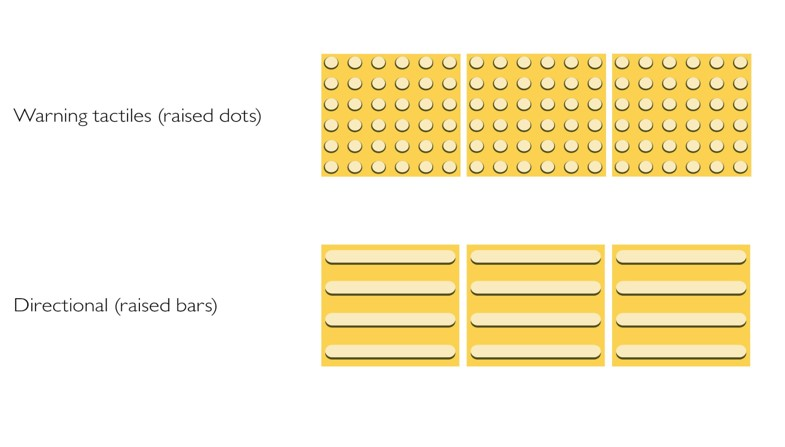 Warning tactiles (raised dots)
Directional (raised bars)